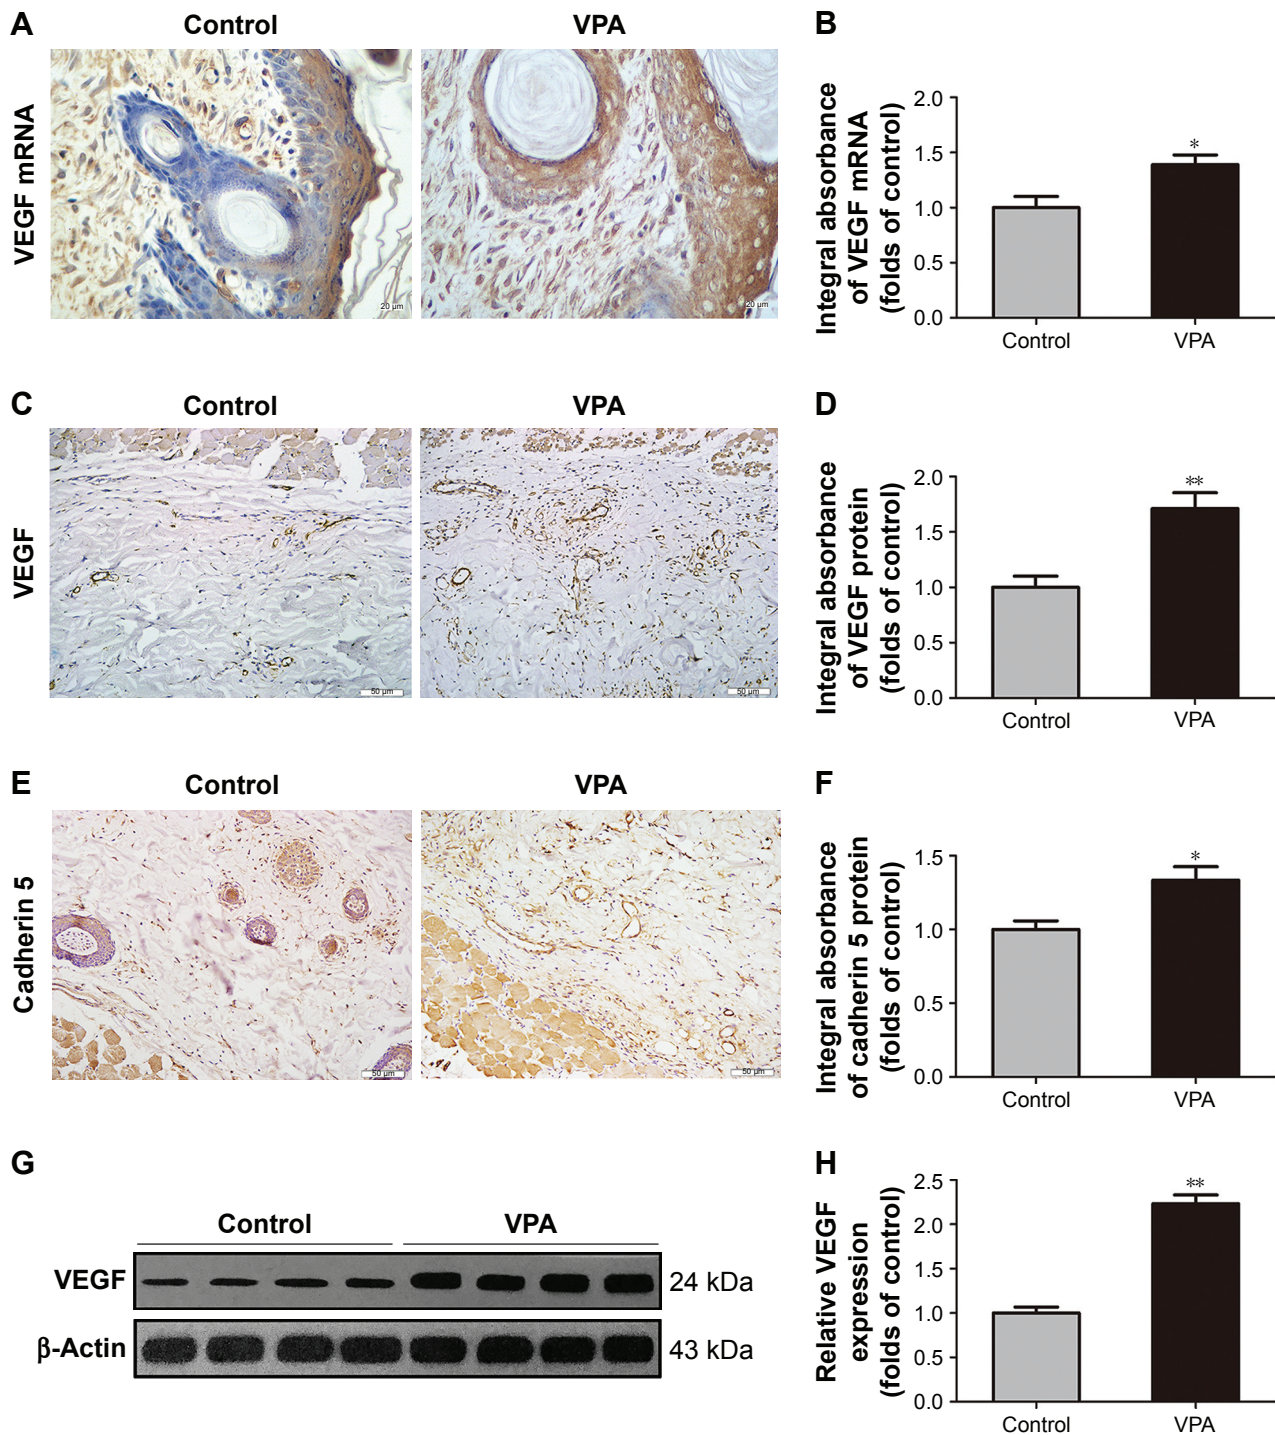 A
Control
VPA
VEGF mRNA
20 µm
20 µm
B
Integral absorbance
of VEGF mRNA
(folds of control)
2.0
1.5
1.0
0.5
0.0
*
Control
VPA
C
Control
VPA
VEGF
50 µm
50 µm
D
Integral absorbance
of VEGF protein
(folds of control)
2.0
1.5
1.0
0.5
0.0
**
Control
VPA
E
Control
VPA
Cadherin 5
50 µm
50 µm
F
Integral absorbance
of cadherin 5 protein
(folds of control)
1.5
1.0
0.5
0.0
*
Control
VPA
G
Control
VPA
VEGF
24 kDa
β-Actin
43 kDa
H
Relative VEGF
expression
(folds of control)
2.5
2.0
1.5
1.0
0.5
0.0
**
Control
VPA